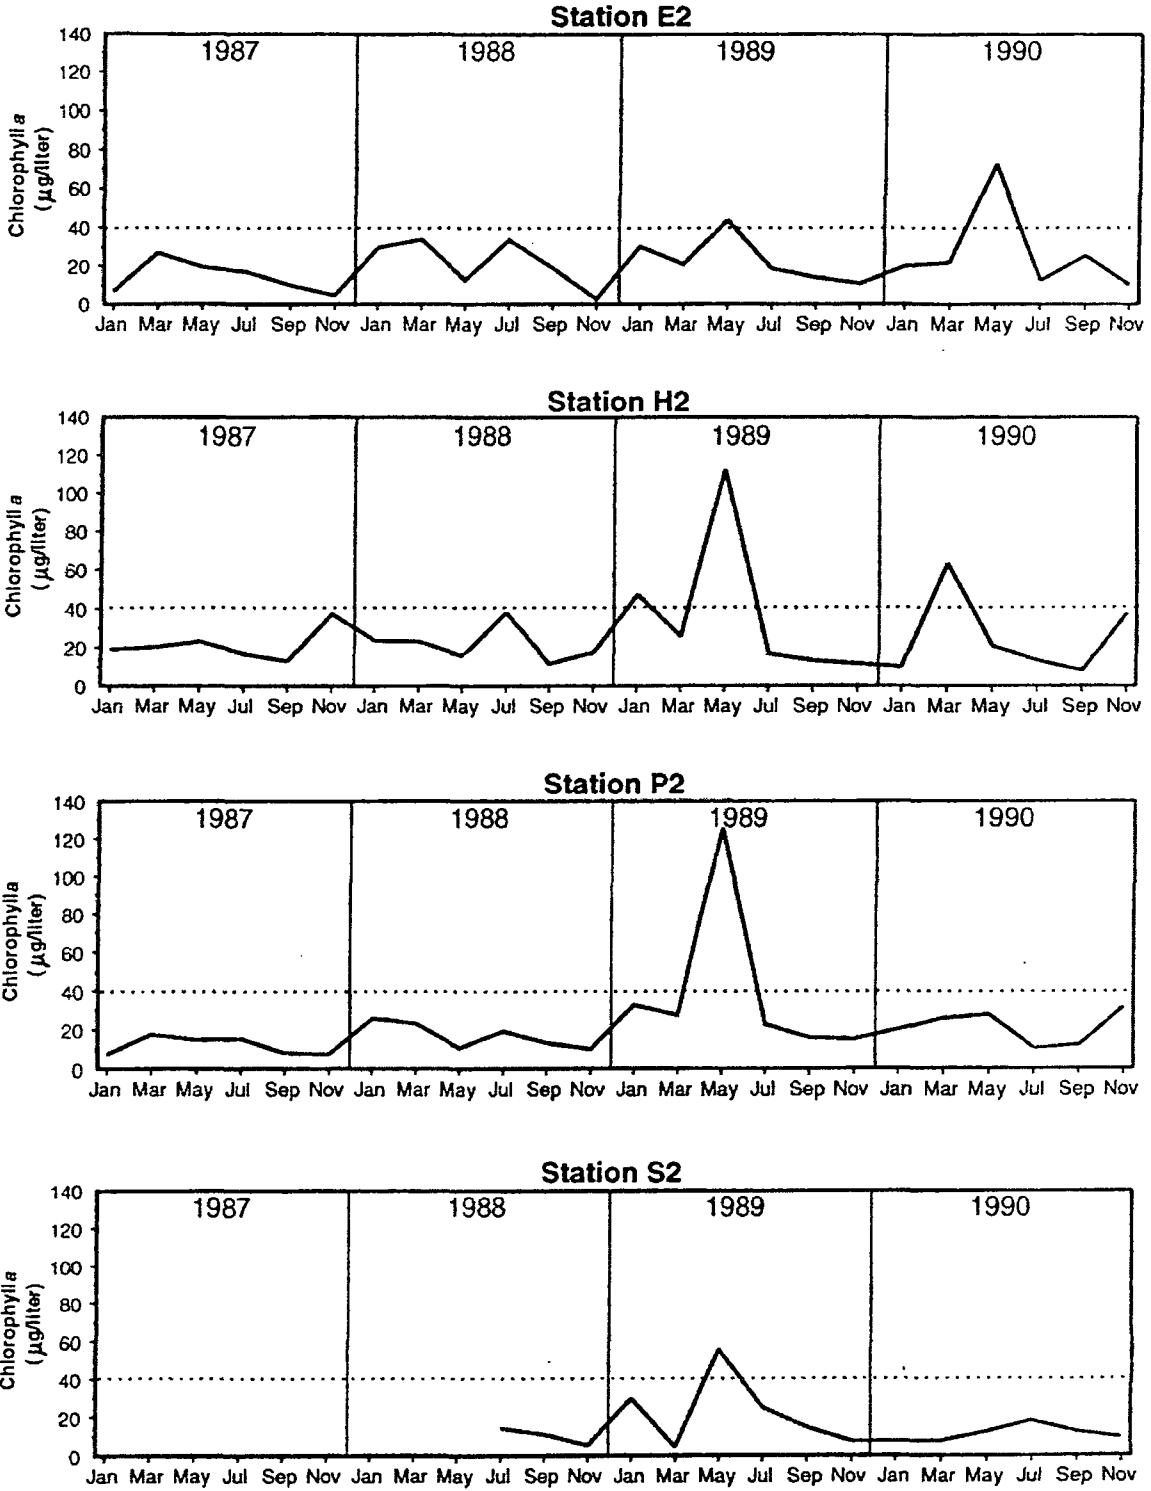 Station E2
140
120
100
80
60
40
20
0
Chlorophyll a
(µg/liter)
1987 1988 1989 1990
Jan Mar May Jul Sep Nov Jan Mar May Jul Sep Nov Jan Mar May Jul Sep Nov Jan Mar May Jul Sep Nov
Station H2
140
120
100
80
60
40
20
0
Chlorophyll a
(µg/liter)
1987 1988 1989 1990
Jan Mar May Jul Sep Nov Jan Mar May Jul Sep Nov Jan Mar May Jul Sep Nov Jan Mar May Jul Sep Nov
Station P2
140
120
100
80
60
40
20
0
Chlorophylla
(µg/liter)
1987 1988 1989 1990
Jan Mar May Jul Sep Nov Jan Mar May Jul Sep Nov Jan Mar May Jul Sep Nov Jan Mar May Jul Sep Nov
Station S2
140
120
100
80
60
40
20
0
Chlorophylla
(µg/liter)
1987 1988 1989 1990
Jan Mar May Jul Sep Nov Jan Mar May Jul Sep Nov Jan Mar May Jul Sep Nov Jan Mar May Jul Sep Nov